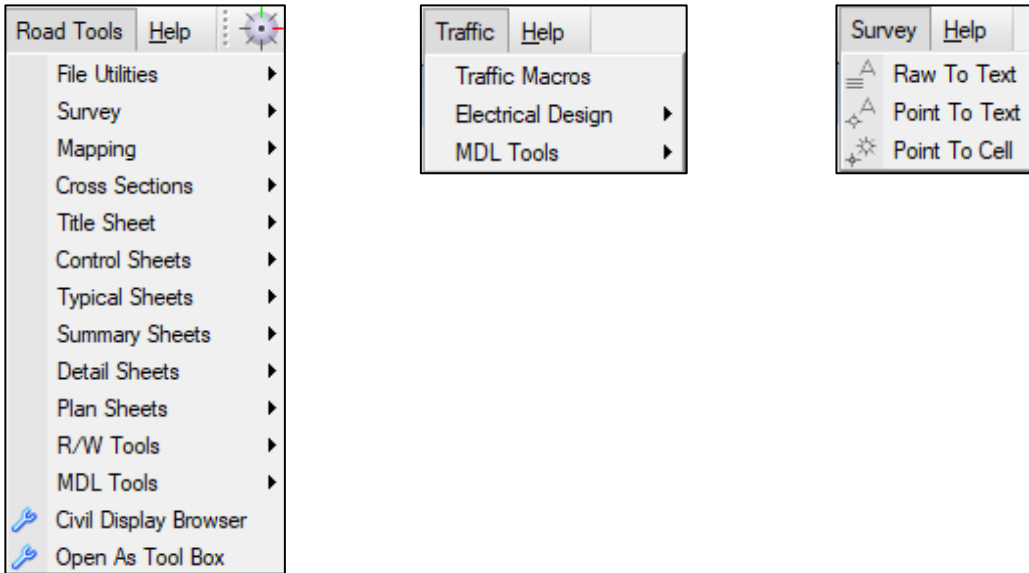 Road Tools Help
File Utilities
Survey
Mapping
Cross Sections
Title Sheet
Control Sheets
Typical Sheets
Summary Sheets
Detail Sheets
Plan Sheets
R/W Tools
MDL Tools
Civil Display Browser
Open As Tool Box
Traffic Help
Traffic Macros
Electrical Design
MDL Tools
Survey Help
Raw To Text
Point To Text
Point To Cell